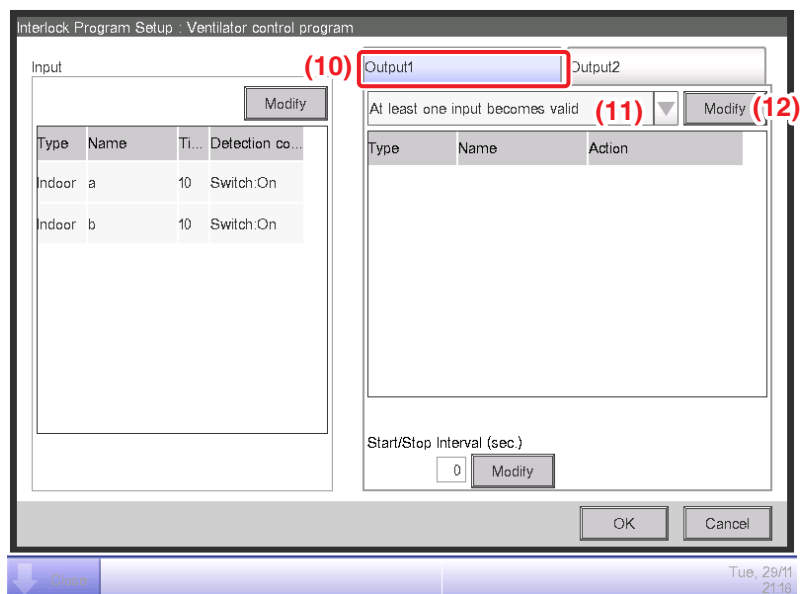 Interlock Program Setup : Ventilator control program
Input
(10)
Output1
Output2
Modify
At least one input becomes valid
(11)
Modify
(12)
Type Name Ti... Detection co...
Type Name Action
Indoor a 10 Switch:On
Indoor b 10 Switch:On
Start/Stop Interval (sec.)
0
Modify
OK
Cancel
Close
Tue, 29/11
21:16